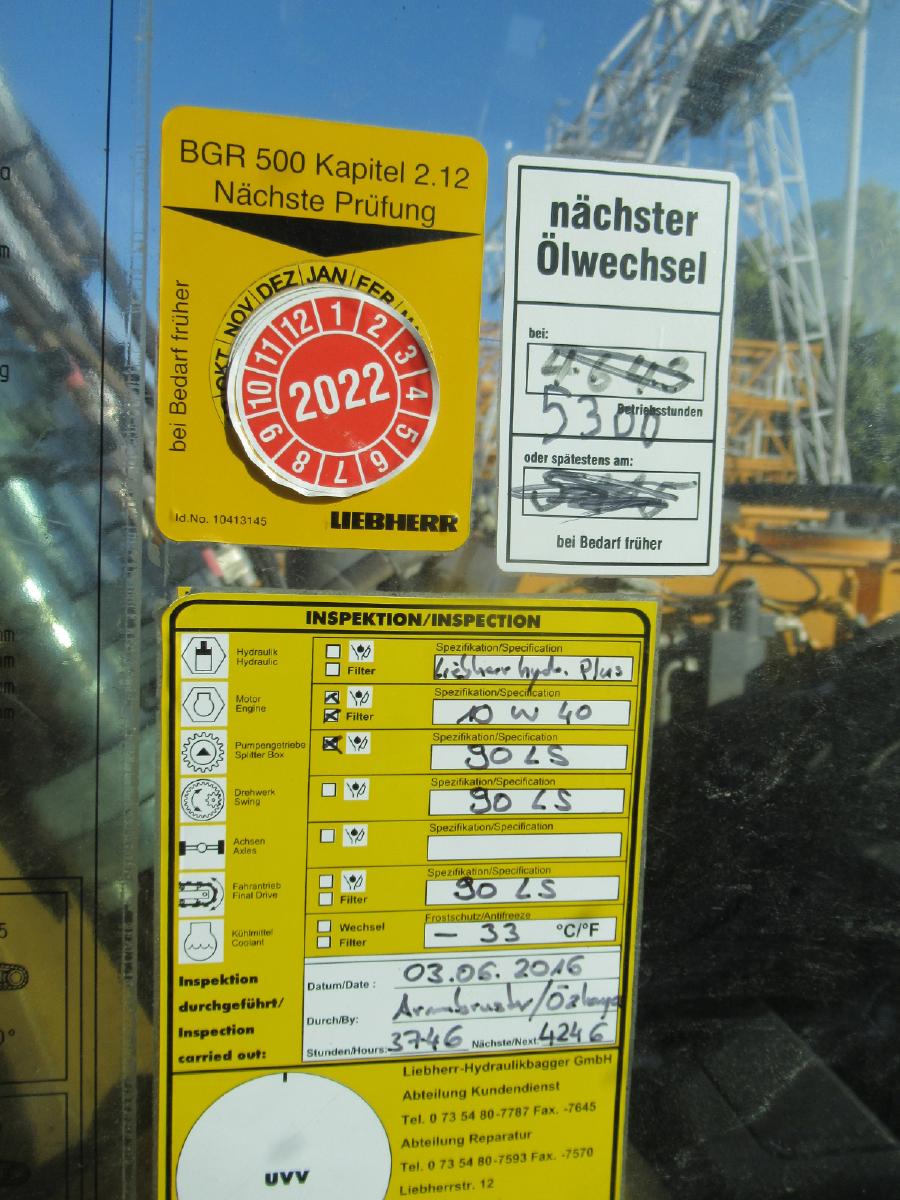 BGR 500 Kapitel 2.12
Nächste Prüfung
bei Bedarf früher
OKT NOV DEZ JAN FEB
1 2 3 4 5 6 7 8 9 10 11 12
2022
Id.No. 10413145
LIEBHERR
nächster
Ölwechsel
bei:
Betriebsstunden
5300
oder spätestens am:
bei Bedarf früher
INSPEKTION/INSPECTION
Hydraulik
Hydraulic
Filter
Spezifikation/Specification
Liebherr hydr. Plus
Motor
Engine
Filter
Spezifikation/Specification
10 W 40
Pumpengetriebe
Splitter Box
Spezifikation/Specification
90 LS
Drehwerk
Swing
Spezifikation/Specification
90 LS
Achsen
Axles
Spezifikation/Specification
Fahrantrieb
Final Drive
Filter
Spezifikation/Specification
90 LS
Kühlmittel
Coolant
Wechsel
Filter
Frostschutz/Antifreeze
- 33 °C/°F
Inspektion
durchgeführt/
Inspection
carried out:
Datum/Date : 03.06. 2016
Durch/By: Armbruster/
Stunden/Hours: 3746 Nächste/Next: 4246
Liebherr-Hydraulikbagger GmbH
Abteilung Kundendienst
Tel. 0 73 54 80-7787 Fax. -7645
Abteilung Reparatur
Tel. 0 73 54 80-7593 Fax. -7570
Liebherrstr. 12
UVV